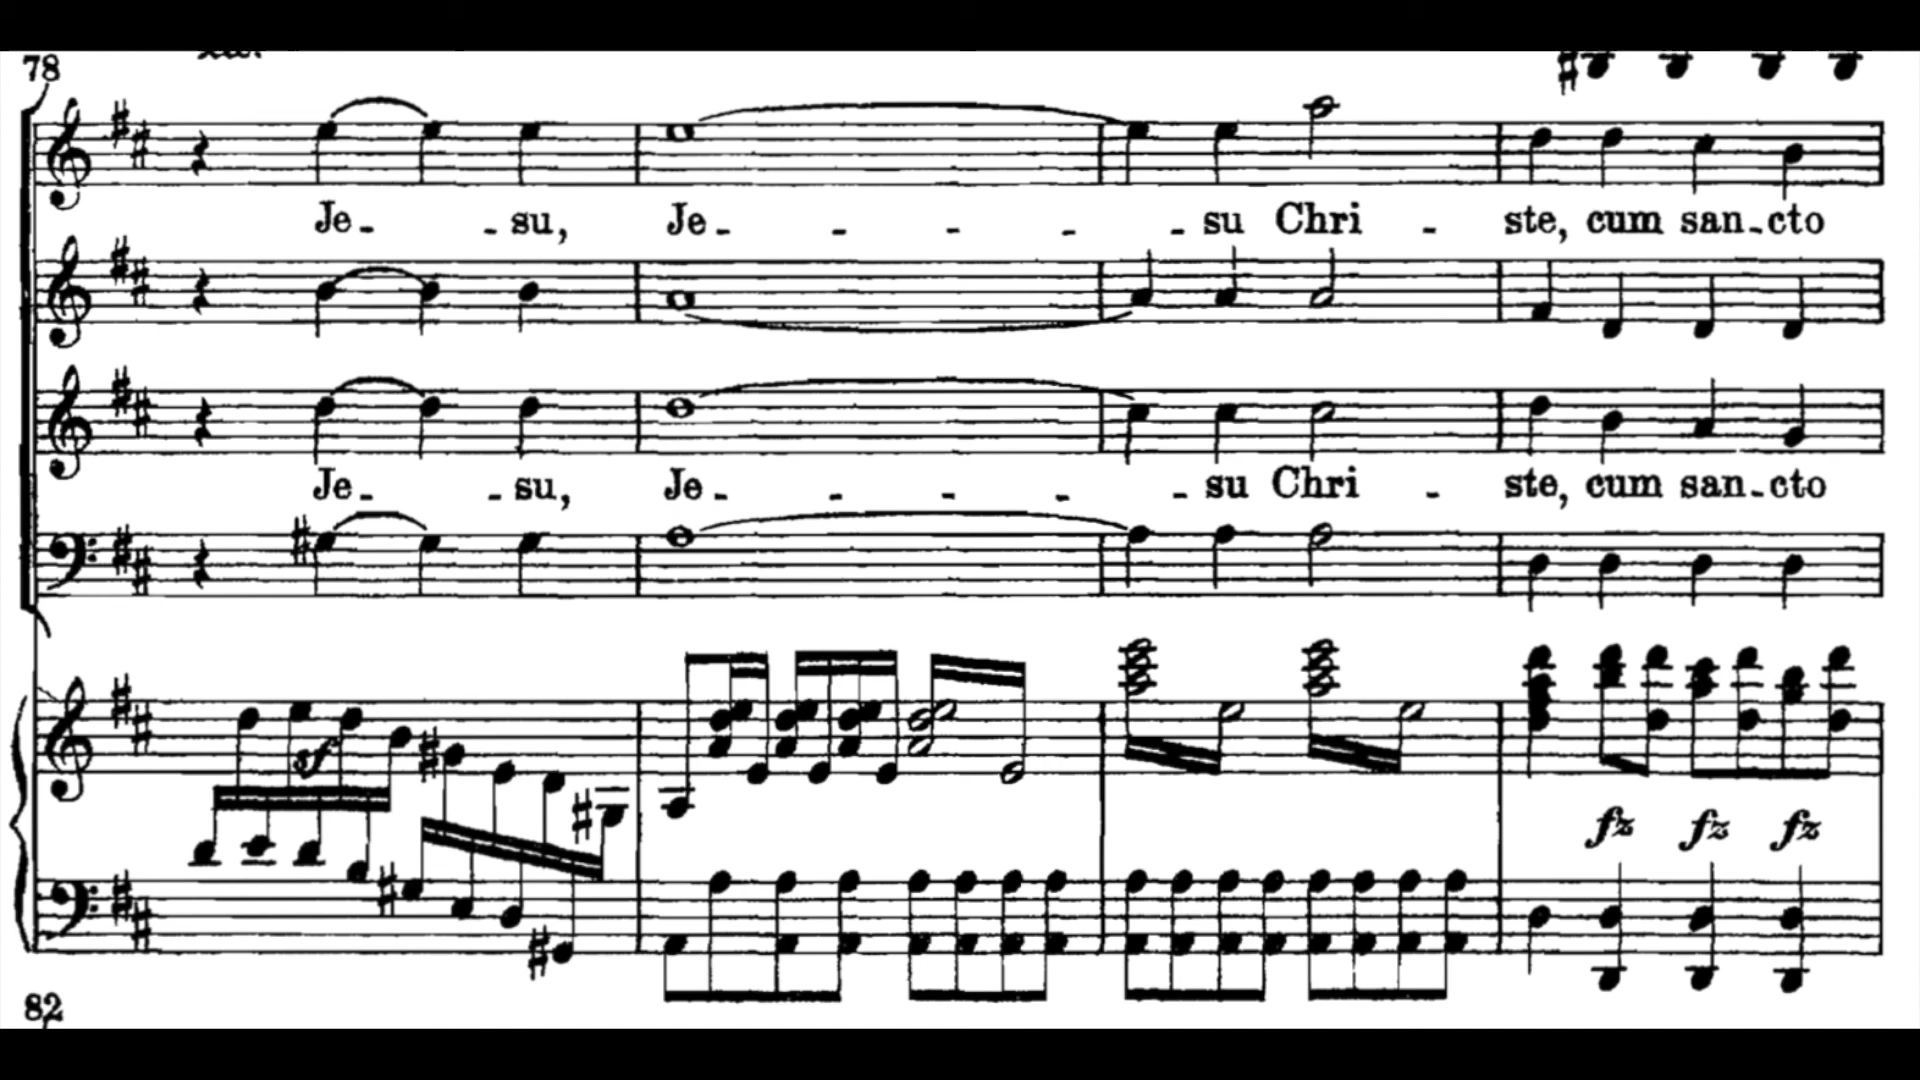 78
Je - - su, Je - - - - - su Chri - ste, cum san - cto
Je - - su, Je - - - - - su Chri - ste, cum san - cto
sf
fz fz fz
82